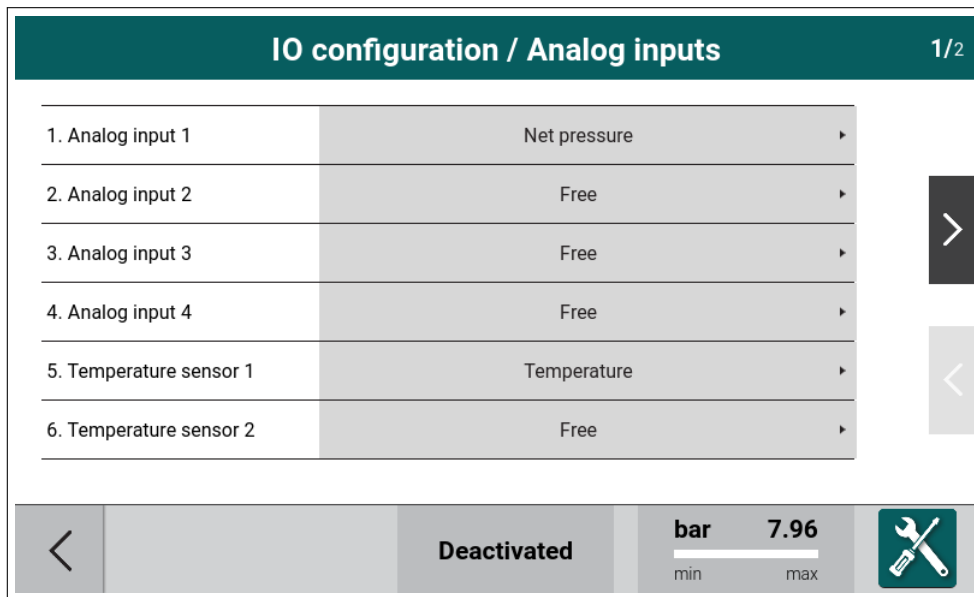 IO configuration / Analog inputs 1/2
1. Analog input 1 Net pressure
2. Analog input 2 Free
3. Analog input 3 Free
4. Analog input 4 Free
5. Temperature sensor 1 Temperature
6. Temperature sensor 2 Free
Deactivated
bar 7.96
min max